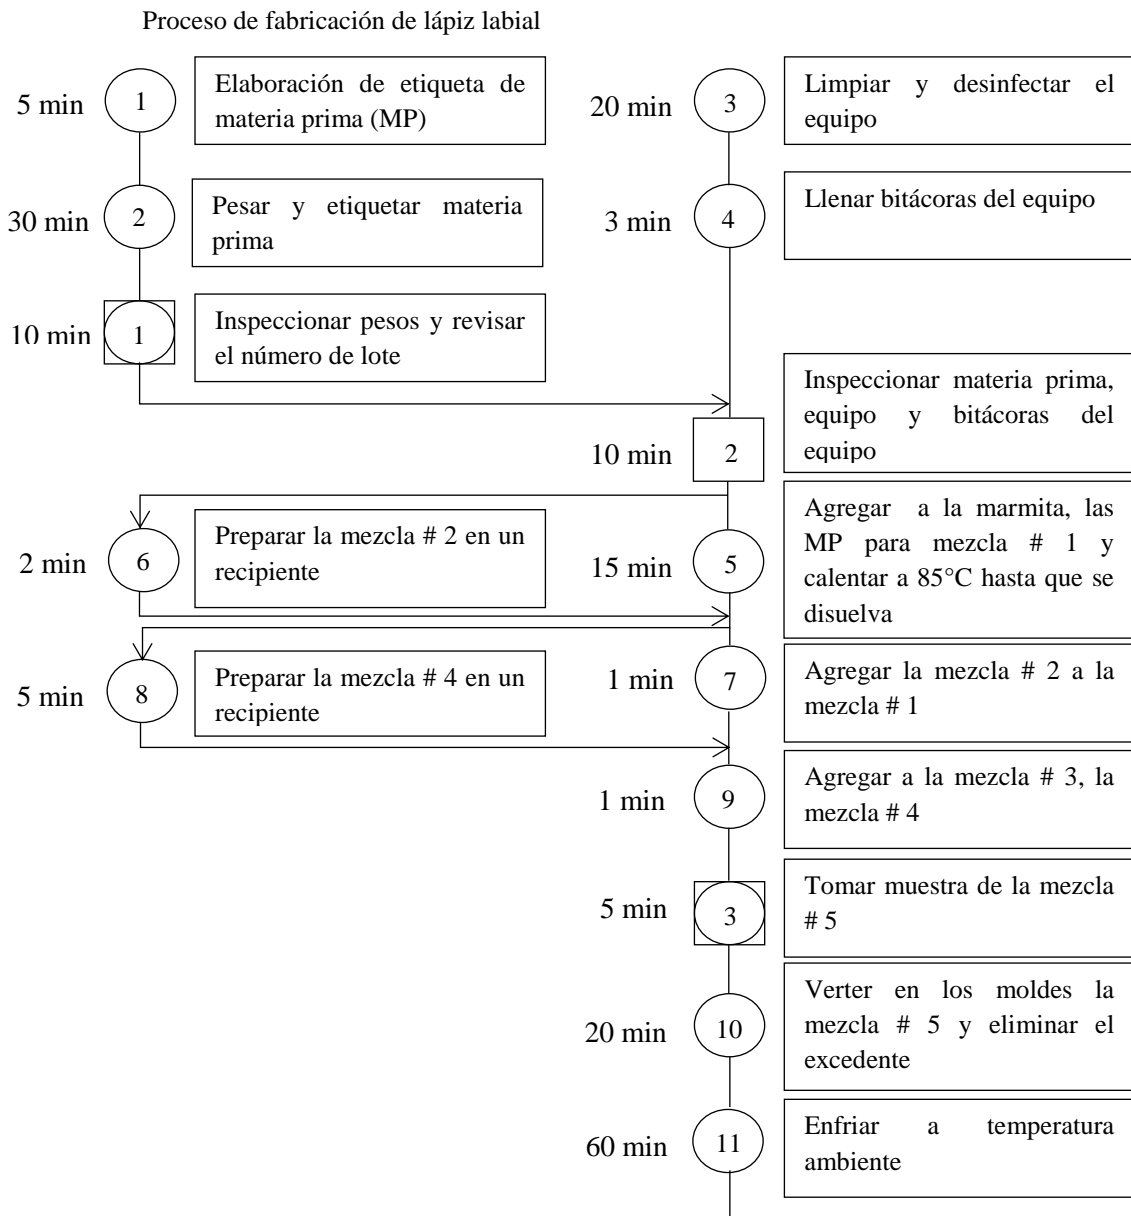 Proceso de fabricación de lápiz labial
5 min
1
Elaboración de etiqueta de
materia prima (MP)
20 min
3
Limpiar y desinfectar el
equipo
30 min
2
Pesar y etiquetar materia
prima
3 min
4
Llenar bitácoras del equipo
10 min
1
Inspeccionar pesos y revisar
el número de lote
10 min
2
Inspeccionar materia prima,
equipo y bitácoras del
equipo
2 min
6
Preparar la mezcla # 2 en un
recipiente
15 min
5
Agregar a la marmita, las
MP para mezcla # 1 y
calentar a 85°C hasta que se
disuelva
5 min
8
Preparar la mezcla # 4 en un
recipiente
1 min
7
Agregar la mezcla # 2 a la
mezcla # 1
1 min
9
Agregar a la mezcla # 3, la
mezcla # 4
5 min
3
Tomar muestra de la mezcla
# 5
20 min
10
Verter en los moldes la
mezcla # 5 y eliminar el
excedente
60 min
11
Enfriar a temperatura
ambiente